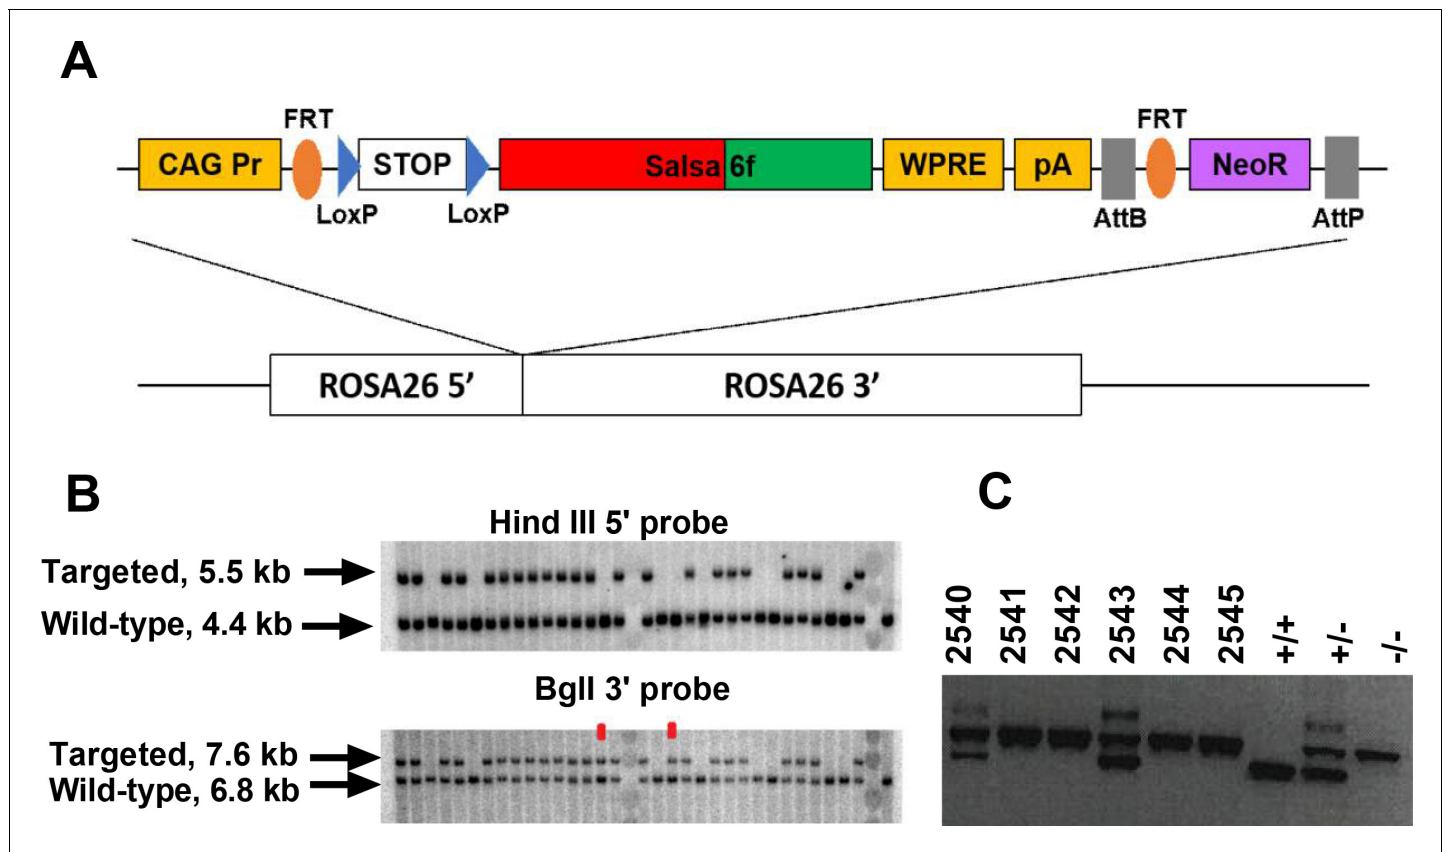 A
FRT FRT
CAG Pr STOP Salsa 6f WPRE pA NeoR
LoxP LoxP AttB AttP
ROSA26 5’ ROSA26 3’
B
Hind III 5' probe
Targeted, 5.5 kb
Wild-type, 4.4 kb
BglI 3' probe
Targeted, 7.6 kb
Wild-type, 6.8 kb
C
2540 2541 2542 2543 2544 2545 +/+ +/- -/-